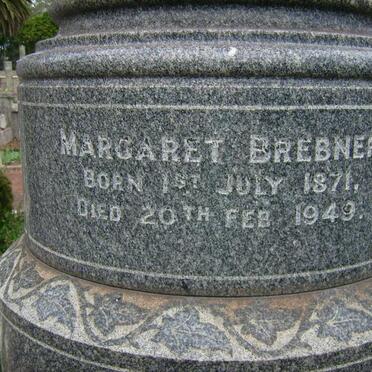 MARGARET BREBNER
BORN 1ST JULY 1871,
DIED 20TH FEB 1949.